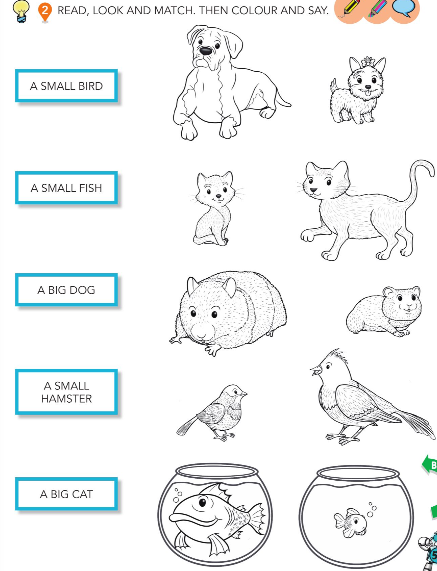 2 READ, LOOK AND MATCH. THEN COLOUR AND SAY.
A SMALL BIRD
A SMALL FISH
A BIG DOG
A SMALL
HAMSTER
A BIG CAT